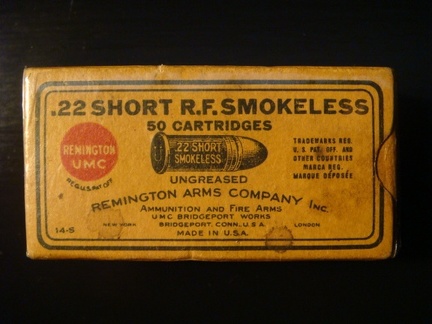 .22 SHORT R.F. SMOKELESS
50 CARTRIDGES
.22 SHORT
SMOKELESS
REMINGTON
UMC
REG. U.S. PAT. OFF.
TRADEMARKS REG.
U. S. PAT. OFF. AND
OTHER COUNTRIES
MARCA REG.
MARQUE DÉPOSÉE
UNGREASED
REMINGTON ARMS COMPANY INC.
AMMUNITION AND FIRE ARMS
UMC BRIDGEPORT WORKS
NEW YORK BRIDGEPORT, CONN. U.S.A. LONDON
14-S MADE IN U.S.A.